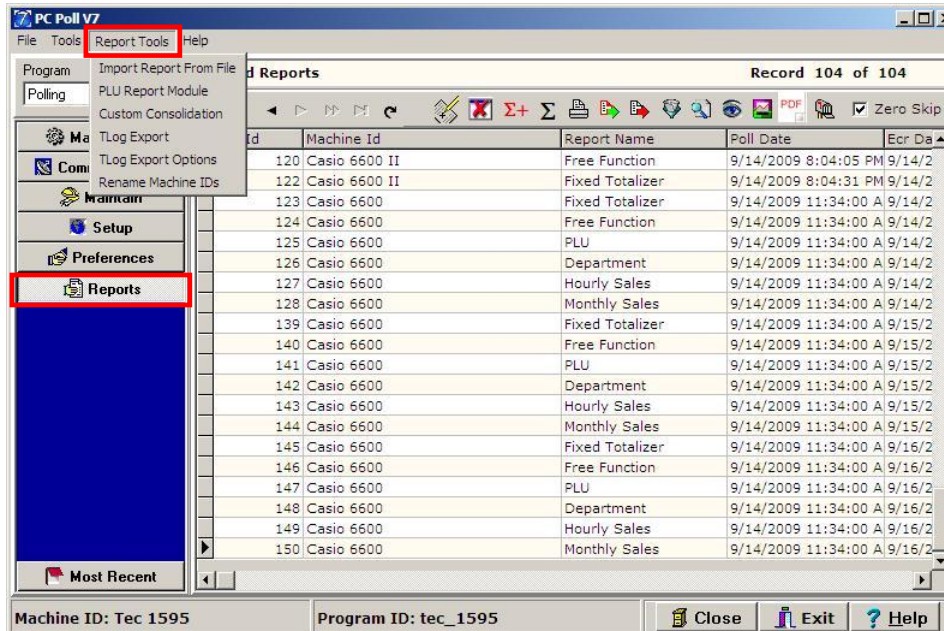 PC Poll V7
File Tools Report Tools Help
Import Report From File
PLU Report Module
Custom Consolidation
TLog Export
TLog Export Options
Rename Machine IDs
Program
Polling
d Reports Record 104 of 104
Σ+ Σ PDF Zero Skip
Ma
Com
Maintain
Setup
Preferences
Reports
Most Recent
Id Machine Id Report Name Poll Date Ecr Da
120 Casio 6600 II Free Function 9/14/2009 8:04:05 PM 9/14/2
122 Casio 6600 II Fixed Totalizer 9/14/2009 8:04:31 PM 9/14/2
123 Casio 6600 Fixed Totalizer 9/14/2009 11:34:00 A 9/14/2
124 Casio 6600 Free Function 9/14/2009 11:34:00 A 9/14/2
125 Casio 6600 PLU 9/14/2009 11:34:00 A 9/14/2
126 Casio 6600 Department 9/14/2009 11:34:00 A 9/14/2
127 Casio 6600 Hourly Sales 9/14/2009 11:34:00 A 9/14/2
128 Casio 6600 Monthly Sales 9/14/2009 11:34:00 A 9/14/2
139 Casio 6600 Fixed Totalizer 9/14/2009 11:34:00 A 9/15/2
140 Casio 6600 Free Function 9/14/2009 11:34:00 A 9/15/2
141 Casio 6600 PLU 9/14/2009 11:34:00 A 9/15/2
142 Casio 6600 Department 9/14/2009 11:34:00 A 9/15/2
143 Casio 6600 Hourly Sales 9/14/2009 11:34:00 A 9/15/2
144 Casio 6600 Monthly Sales 9/14/2009 11:34:00 A 9/15/2
145 Casio 6600 Fixed Totalizer 9/14/2009 11:34:00 A 9/16/2
146 Casio 6600 Free Function 9/14/2009 11:34:00 A 9/16/2
147 Casio 6600 PLU 9/14/2009 11:34:00 A 9/16/2
148 Casio 6600 Department 9/14/2009 11:34:00 A 9/16/2
149 Casio 6600 Hourly Sales 9/14/2009 11:34:00 A 9/16/2
150 Casio 6600 Monthly Sales 9/14/2009 11:34:00 A 9/16/2
Machine ID: Tec 1595 Program ID: tec_1595 Close Exit ? Help